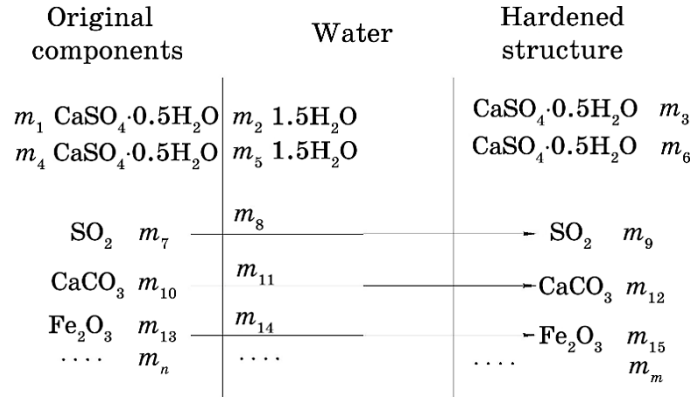 Original components Water Hardened structure
m₁ CaSO₄·0.5H₂O m₂ 1.5H₂O CaSO₄·0.5H₂O m₃
m₄ CaSO₄·0.5H₂O m₅ 1.5H₂O CaSO₄·0.5H₂O m₆
SO₂ m₇ m₈ SO₂ m₉
CaCO₃ m₁₀ m₁₁ CaCO₃ m₁₂
Fe₂O₃ m₁₃ m₁₄ Fe₂O₃ m₁₅
.... mₙ .... .... mₘ